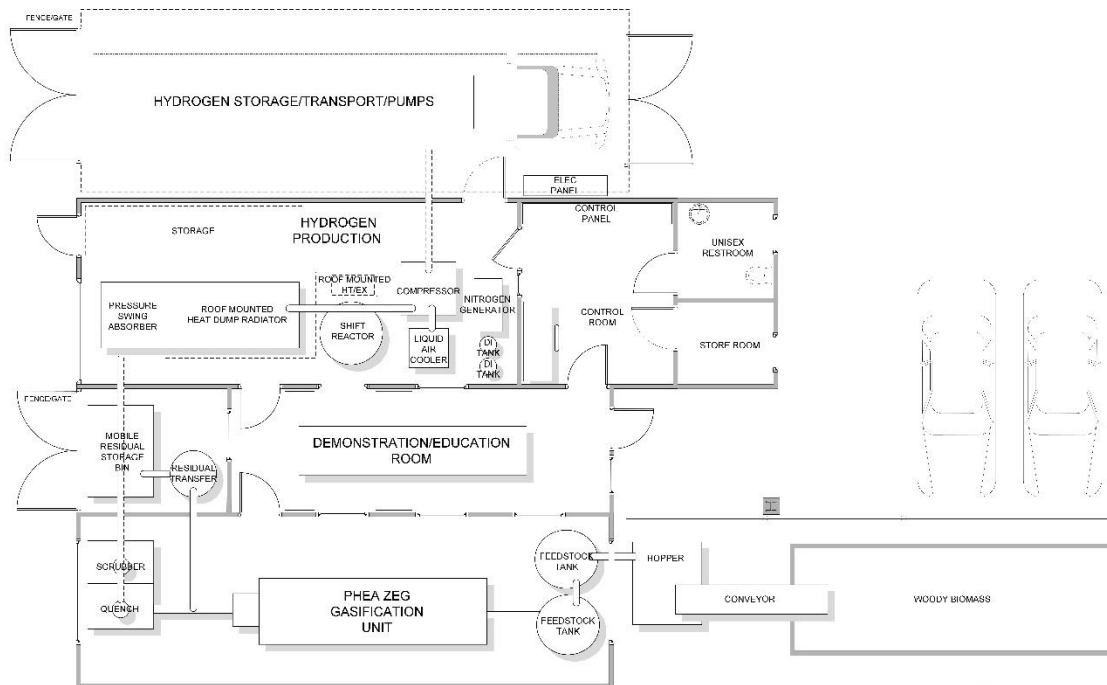 FENCE/GATE
HYDROGEN STORAGE/TRANSPORT/PUMPS
ELEC
PANEL
CONTROL
PANEL
STORAGE
HYDROGEN
PRODUCTION
UNISEX
RESTROOM
ROOF MOUNTED
HT/EX
COMPRESSOR
PRESSURE
SWING
ABSORBER
ROOF MOUNTED
HEAT DUMP RADIATOR
NITROGEN
GENERATOR
SHIFT
REACTOR
LIQUID
AIR
COOLER
CONTROL
ROOM
STORE ROOM
DI
TANK
DI
TANK
FENCE/GATE
MOBILE
RESIDUAL
STORAGE
BIN
RESIDUAL
TRANSFER
DEMONSTRATION/EDUCATION
ROOM
SCRUBBER
QUENCH
PHEA ZEG
GASIFICATION
UNIT
FEEDSTOCK
TANK
FEEDSTOCK
TANK
HOPPER
CONVEYOR
WOODY BIOMASS